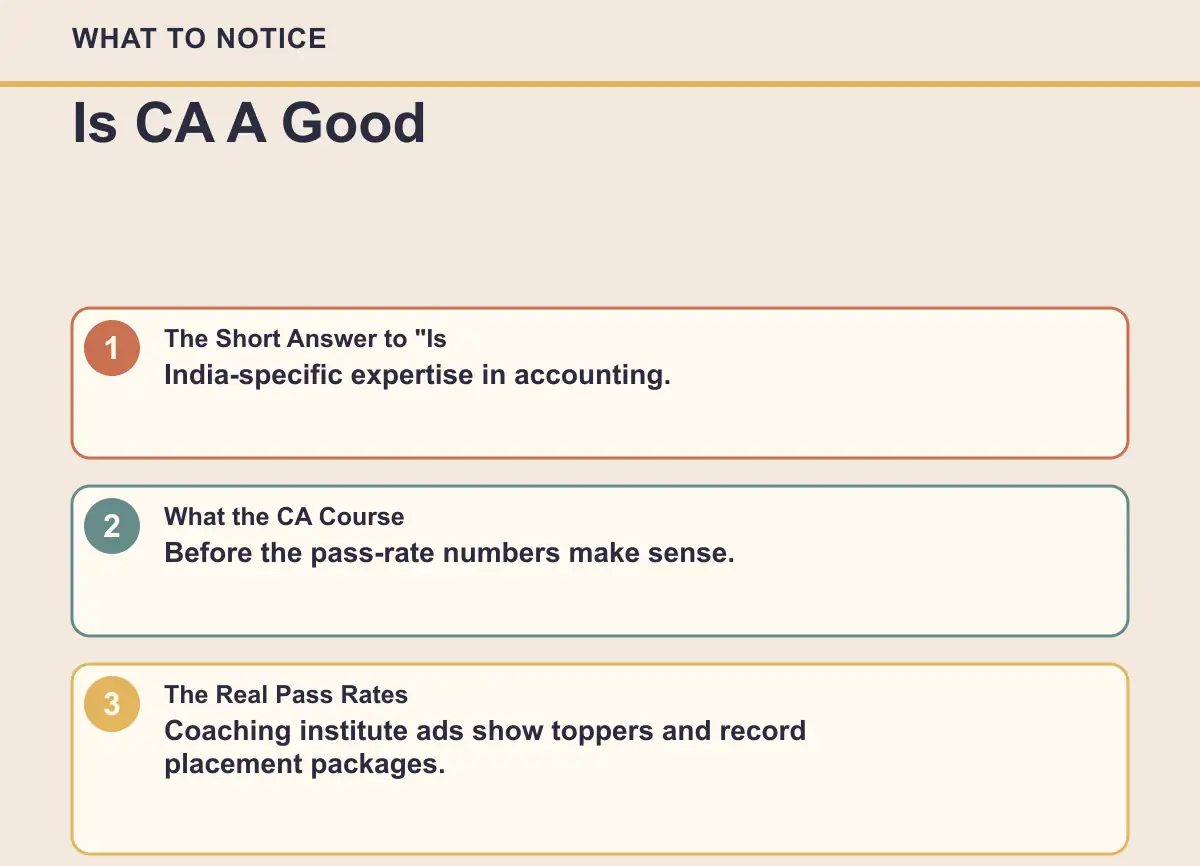 WHAT TO NOTICE
Is CA A Good
1
The Short Answer to "Is
India-specific expertise in accounting.
2
What the CA Course
Before the pass-rate numbers make sense.
3
The Real Pass Rates
Coaching institute ads show toppers and record
placement packages.